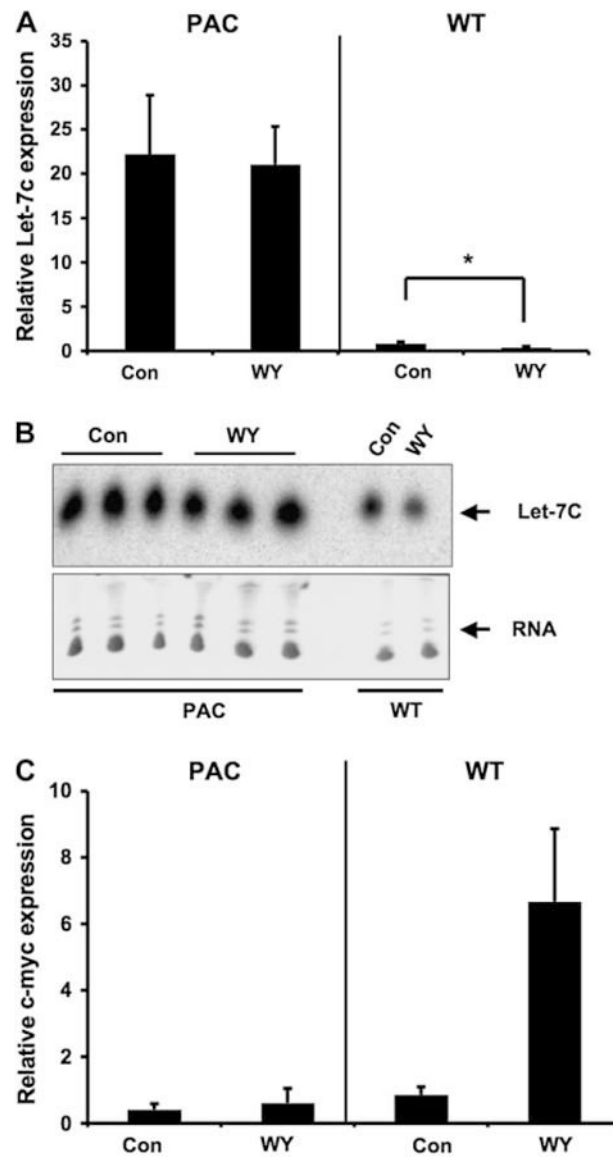 A
PAC WT
Relative Let-7c expression
35
30
25
20
15
10
5
0
*
Con WY Con WY
B
Con WY Con WY
Let-7C
RNA
PAC WT
C
PAC WT
Relative c-myc expression
10
8
6
4
2
0
Con WY Con WY